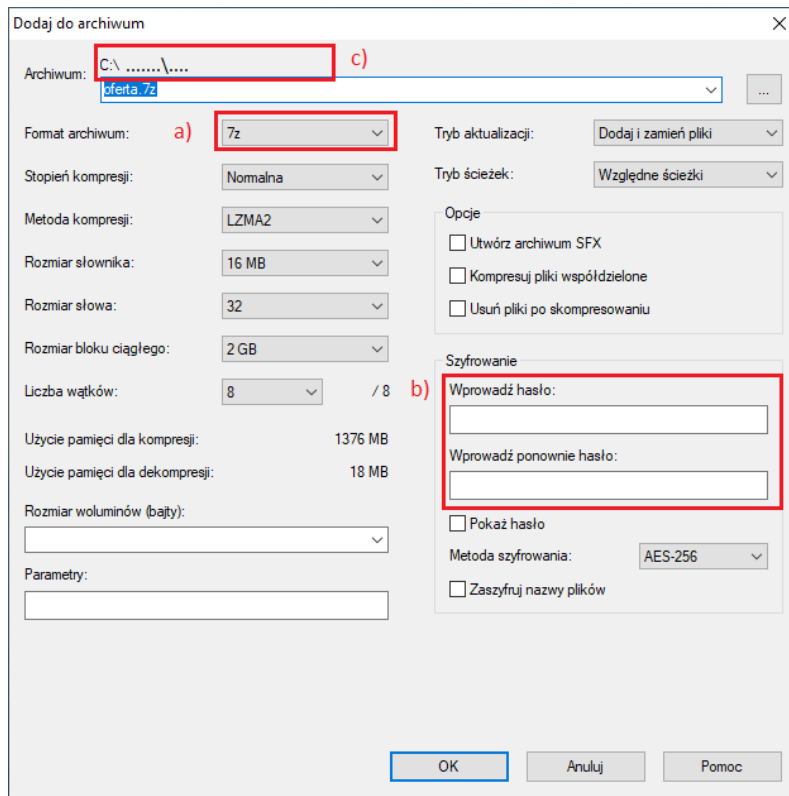 Dodaj do archiwum
Archiwum:
C:\ .......\....
c)
oferta.7z
...
Format archiwum:
a)
7z
Stopień kompresji:
Normalna
Metoda kompresji:
LZMA2
Rozmiar słownika:
16 MB
Rozmiar słowa:
32
Rozmiar bloku ciągłego:
2 GB
Liczba wątków:
8
/ 8
Użycie pamięci dla kompresji:
1376 MB
Użycie pamięci dla dekompresji:
18 MB
Rozmiar woluminów (bajty):
Parametry:
Tryb aktualizacji:
Dodaj i zamień pliki
Tryb ścieżek:
Względne ścieżki
Opcje
Utwórz archiwum SFX
Kompresuj pliki współdzielone
Usuń pliki po skompresowaniu
Szyfrowanie
b)
Wprowadź hasło:
Wprowadź ponownie hasło:
Pokaż hasło
Metoda szyfrowania:
AES-256
Zaszyfruj nazwy plików
OK
Anuluj
Pomoc